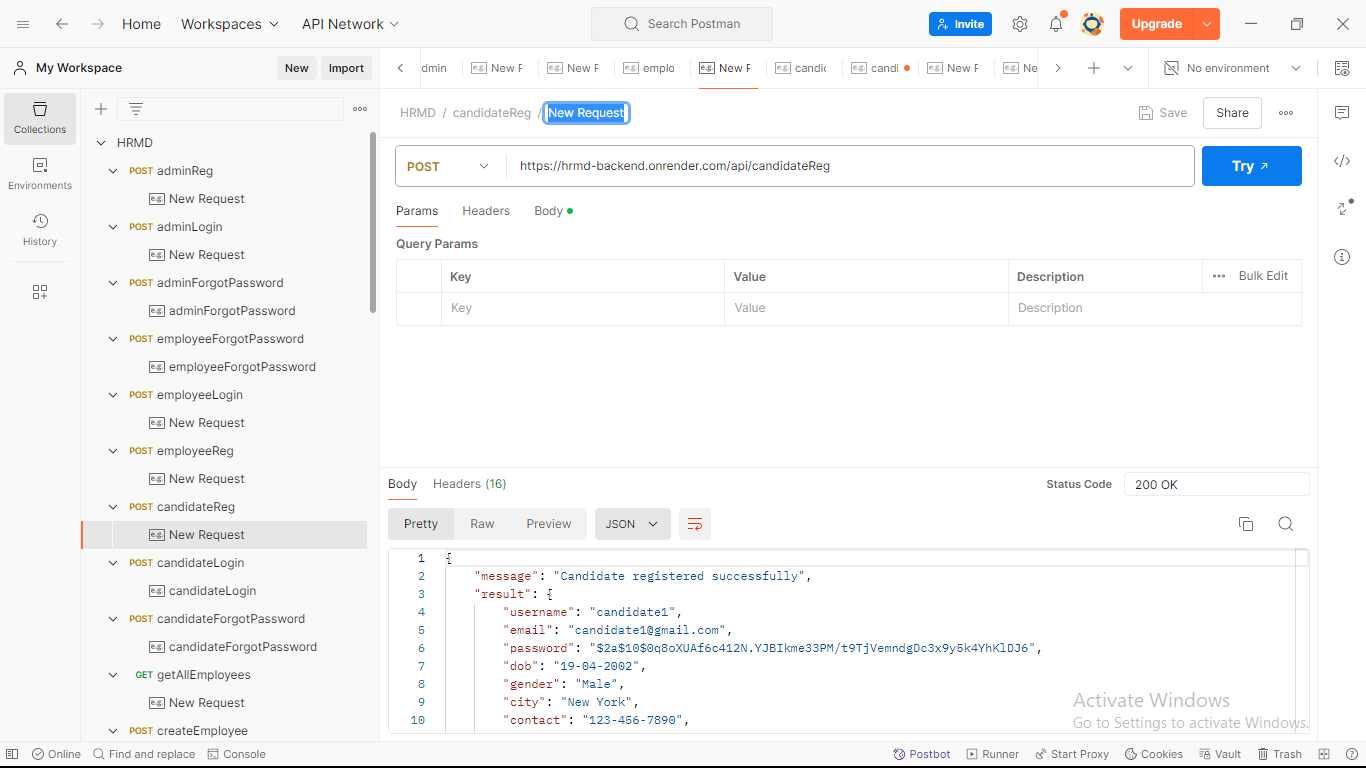 Home Workspaces API Network Search Postman Invite Upgrade
My Workspace New Import
dmin New F New F emplo New F candic candi New F Ne No environment
Collections
Environments
History
HRMD
POST adminReg
e.g. New Request
POST adminLogin
e.g. New Request
POST adminForgotPassword
e.g. adminForgotPassword
POST employeeForgotPassword
e.g. employeeForgotPassword
POST employeeLogin
e.g. New Request
POST employeeReg
e.g. New Request
POST candidateReg
e.g. New Request
POST candidateLogin
e.g. candidateLogin
POST candidateForgotPassword
e.g. candidateForgotPassword
GET getAllEmployees
e.g. New Request
POST createEmployee
HRMD / candidateReg / New Request Save Share
POST https://hrmd-backend.onrender.com/api/candidateReg Try
Params Headers Body
Query Params
Key Value Description Bulk Edit
Key Value Description
Body Headers (16) Status Code 200 OK
Pretty Raw Preview JSON
1 {
2 "message": "Candidate registered successfully",
3 "result": {
4 "username": "candidate1",
5 "email": "candidate1@gmail.com",
6 "password": "$2a$10$0q8oXUAf6c412N.YJBIkme33PM/t9TjVemndgDc3x9y5k4YhKlDJ6",
7 "dob": "19-04-2002",
8 "gender": "Male",
9 "city": "New York",
10 "contact": "123-456-7890",
Activate Windows
Go to Settings to activate Windows.
Online Find and replace Console Postbot Runner Start Proxy Cookies Vault Trash